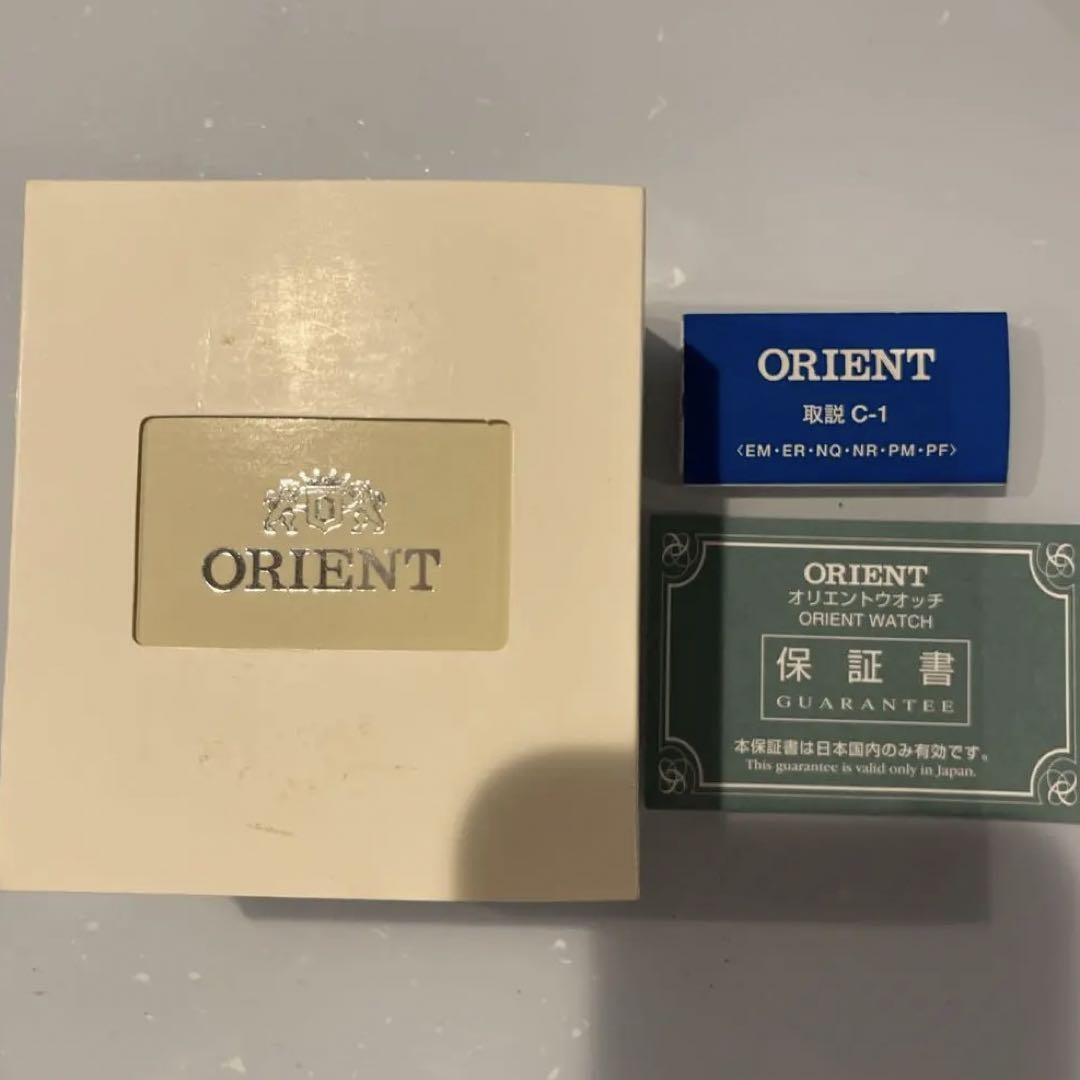 ORIENT
ORIENT
取説 C-1
〈EM・ER・NQ・NR・PM・PF〉
ORIENT
オリエントウオッチ
ORIENT WATCH
保証書
GUARANTEE
本保証書は日本国内のみ有効です。
This guarantee is valid only in Japan.